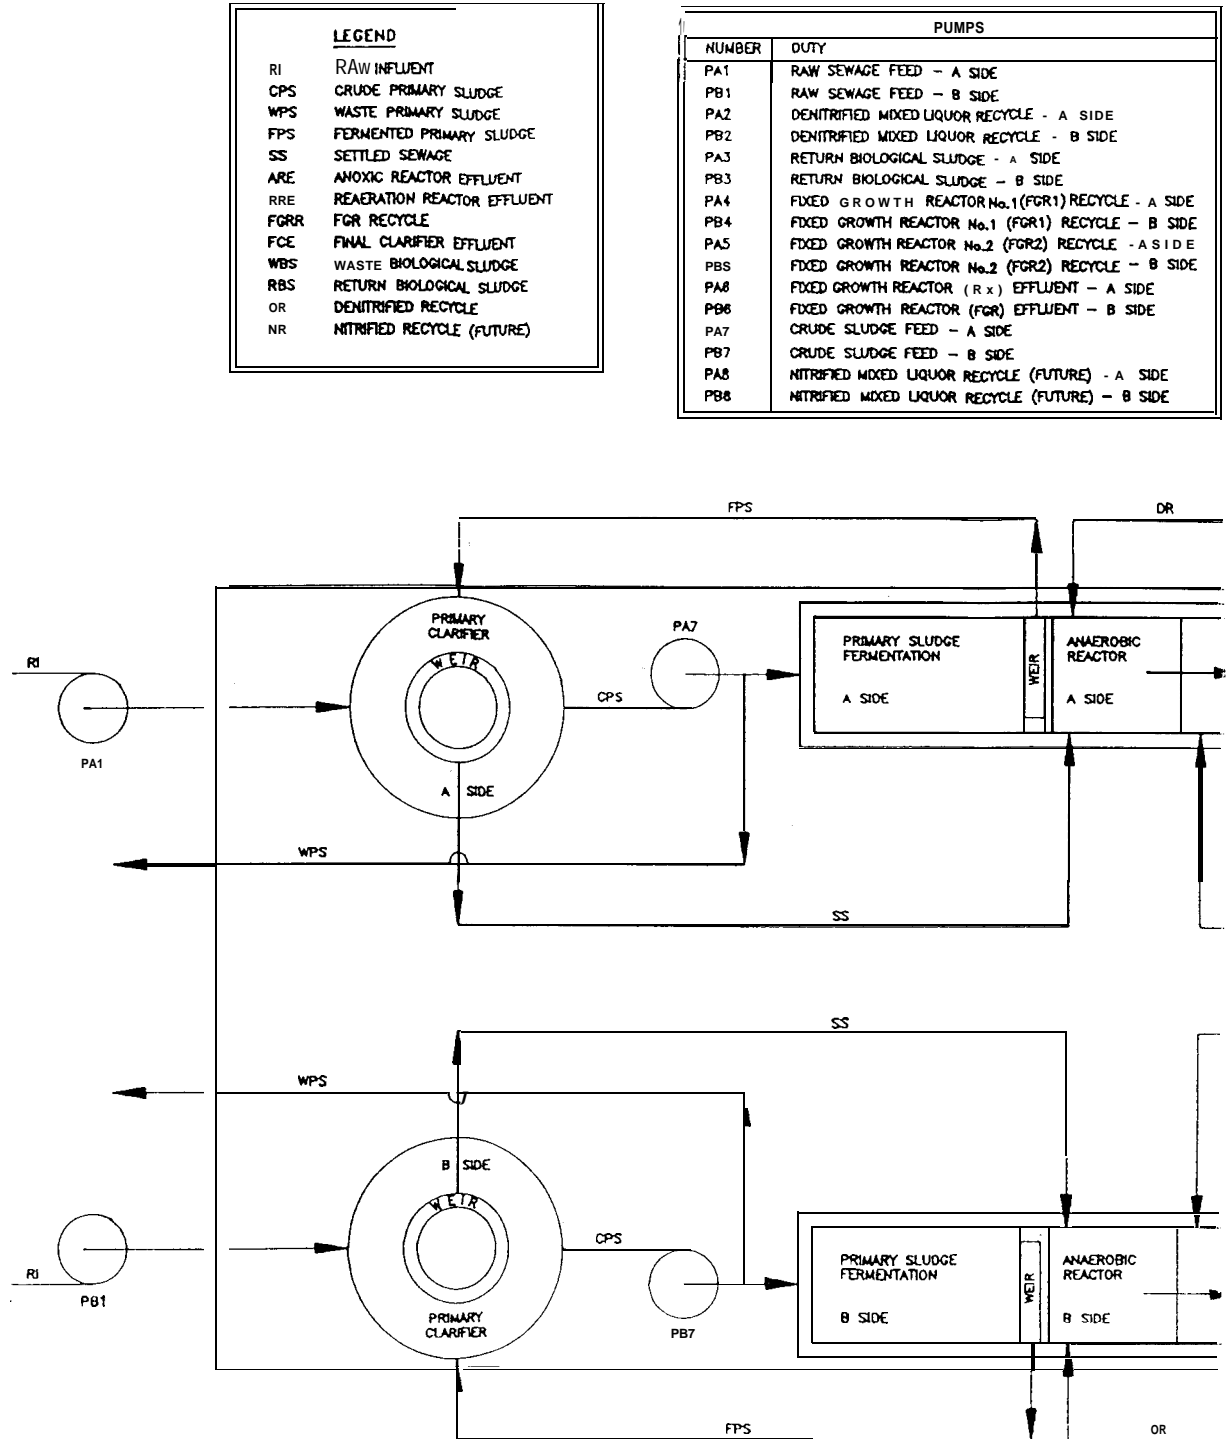 LEGEND
RI RAW INFLUENT
CPS CRUDE PRIMARY SLUDGE
WPS WASTE PRIMARY SLUDGE
FPS FERMENTED PRIMARY SLUDGE
SS SETTLED SEWAGE
ARE ANOXIC REACTOR EFFLUENT
RRE REAERATION REACTOR EFFLUENT
FGRR FGR RECYCLE
FCE FINAL CLARIFIER EFFLUENT
WBS WASTE BIOLOGICAL SLUDGE
RBS RETURN BIOLOGICAL SLUDGE
OR DENITRIFIED RECYCLE
NR NITRIFIED RECYCLE (FUTURE)
PUMPS
NUMBER DUTY
PA1 RAW SEWAGE FEED – A SIDE
PB1 RAW SEWAGE FEED – B SIDE
PA2 DENITRIFIED MIXED LIQUOR RECYCLE - A SIDE
PB2 DENITRIFIED MIXED LIQUOR RECYCLE - B SIDE
PA3 RETURN BIOLOGICAL SLUDGE - A SIDE
PB3 RETURN BIOLOGICAL SLUDGE – B SIDE
PA4 FIXED GROWTH REACTOR No.1 (FGR1) RECYCLE - A SIDE
PB4 FIXED GROWTH REACTOR No.1 (FGR1) RECYCLE – B SIDE
PA5 FIXED GROWTH REACTOR No.2 (FGR2) RECYCLE - A SIDE
PBS FIXED GROWTH REACTOR No.2 (FGR2) RECYCLE – B SIDE
PA6 FIXED GROWTH REACTOR (Rx) EFFLUENT – A SIDE
PB6 FIXED GROWTH REACTOR (FGR) EFFLUENT – B SIDE
PA7 CRUDE SLUDGE FEED – A SIDE
PB7 CRUDE SLUDGE FEED – B SIDE
PA8 NITRIFIED MIXED LIQUOR RECYCLE (FUTURE) - A SIDE
PB8 NITRIFIED MIXED LIQUOR RECYCLE (FUTURE) – B SIDE
FPS
DR
PRIMARY
CLARIFIER
WEIR
A SIDE
RI
PA1
CPS
PA7
PRIMARY SLUDGE
FERMENTATION
A SIDE
WEIR
ANAEROBIC
REACTOR
A SIDE
WPS
SS
SS
WPS
B SIDE
WEIR
PRIMARY
CLARIFIER
RI
PB1
CPS
PB7
PRIMARY SLUDGE
FERMENTATION
B SIDE
WEIR
ANAEROBIC
REACTOR
B SIDE
FPS
OR